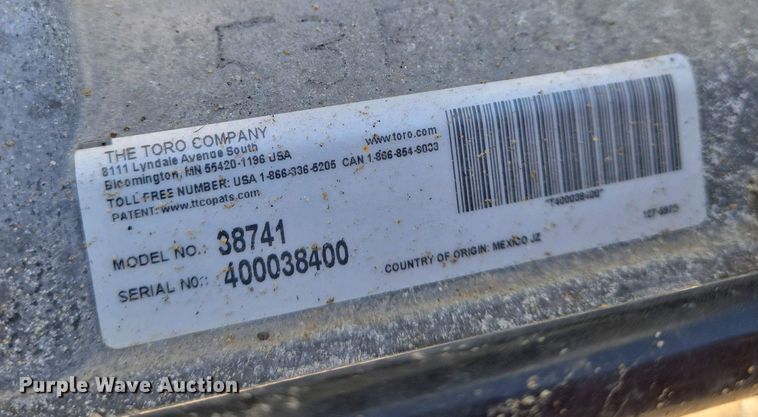 THE TORO COMPANY
8111 Lyndale Avenue South
Bloomington, MN 55420-1196 USA
www.toro.com
TOLL FREE NUMBER: USA 1-866-336-5205 CAN 1-866-854-9033
PATENT: www.ttcopats.com
MODEL NO.: 38741
SERIAL NO.: 400038400
*T400038400*
COUNTRY OF ORIGIN: MEXICO JZ
Purple Wave Auction